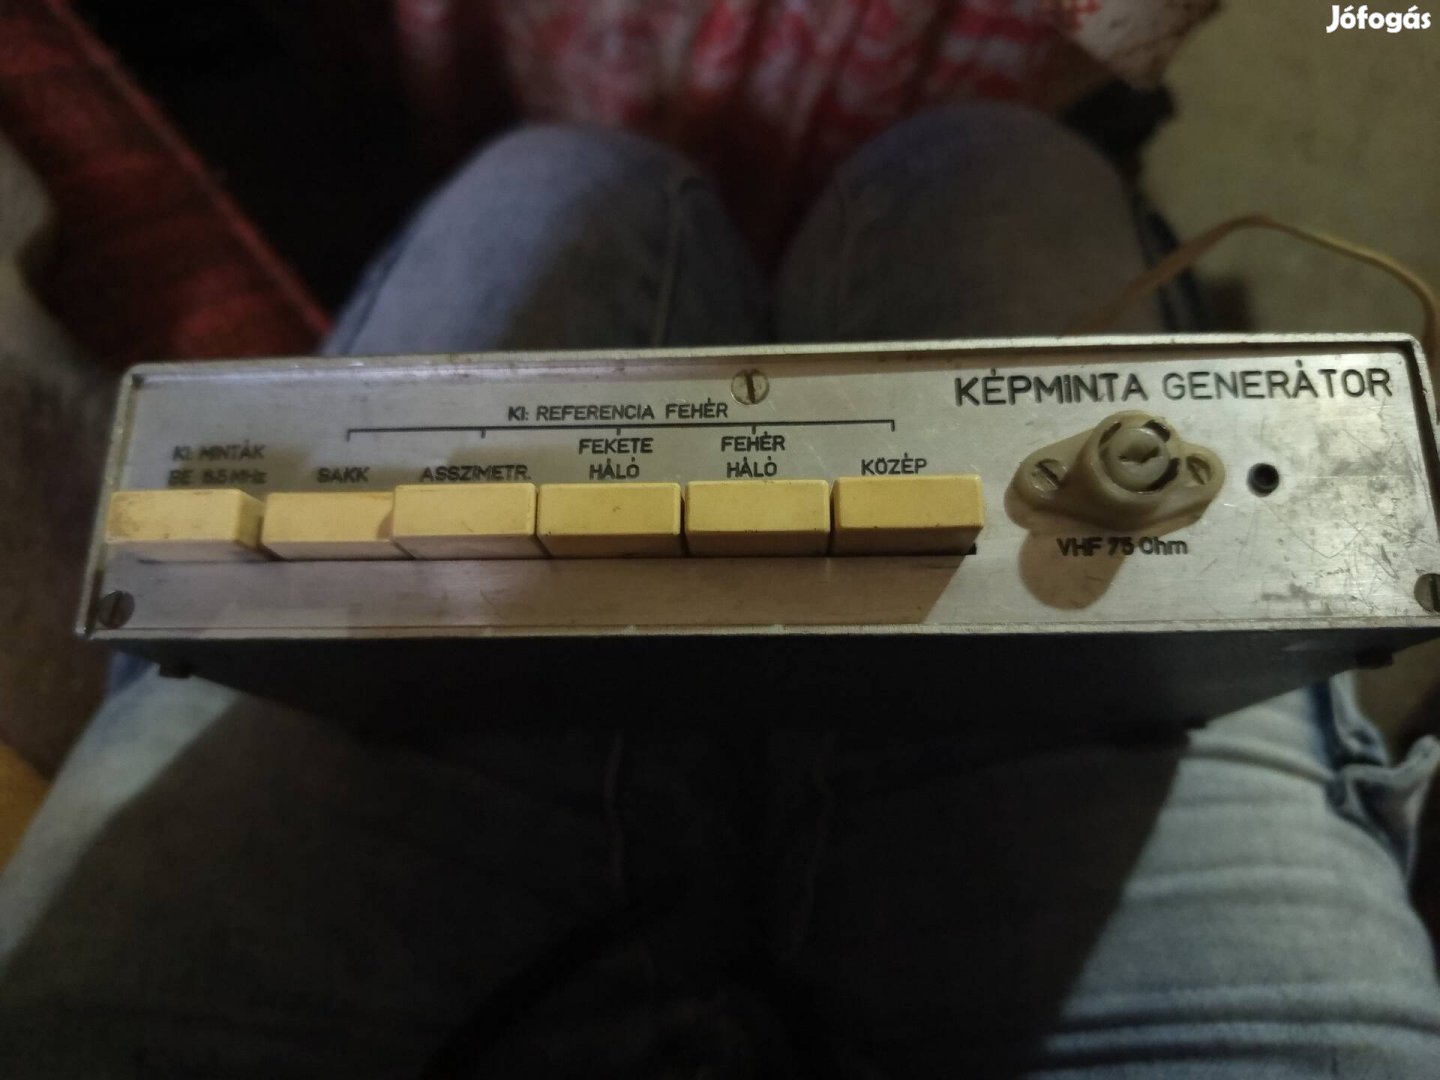 Jófogás
KÉPMINTA GENERÁTOR
KI: REFERENCIA FEHÉR
KI: MINTÁK
BE: 6.5 MHz
SAKK
ASSZIMETR.
FEKETE
HÁLÓ
FEHÉR
HÁLÓ
KÖZÉP
VHF 75 Ohm